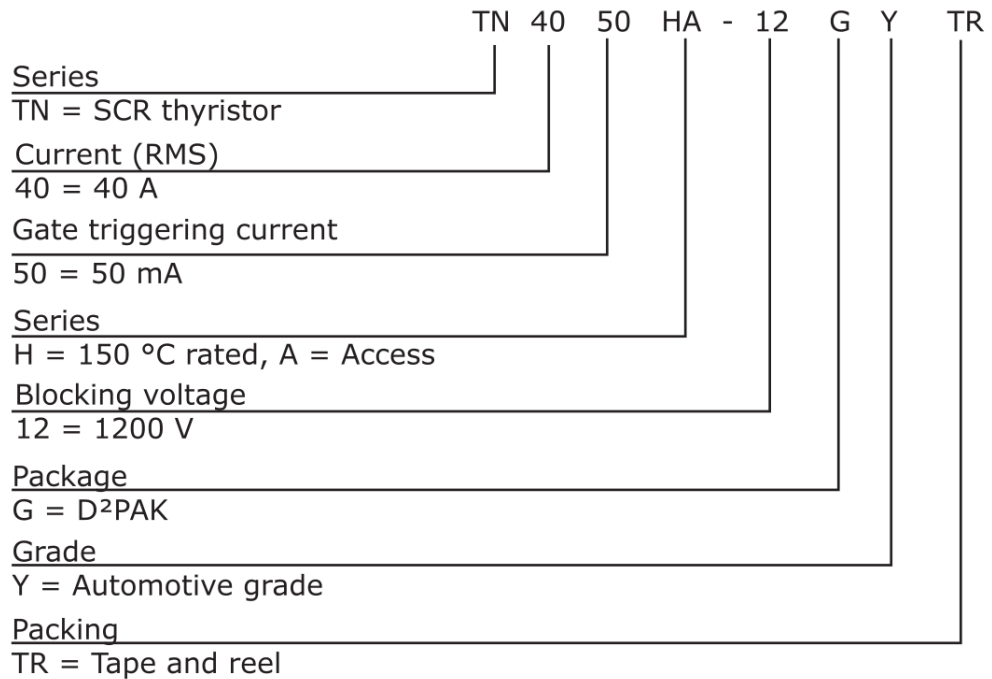 TN 40 50 HA - 12 G Y TR
Series
TN = SCR thyristor
Current (RMS)
40 = 40 A
Gate triggering current
50 = 50 mA
Series
H = 150 °C rated, A = Access
Blocking voltage
12 = 1200 V
Package
G = D²PAK
Grade
Y = Automotive grade
Packing
TR = Tape and reel